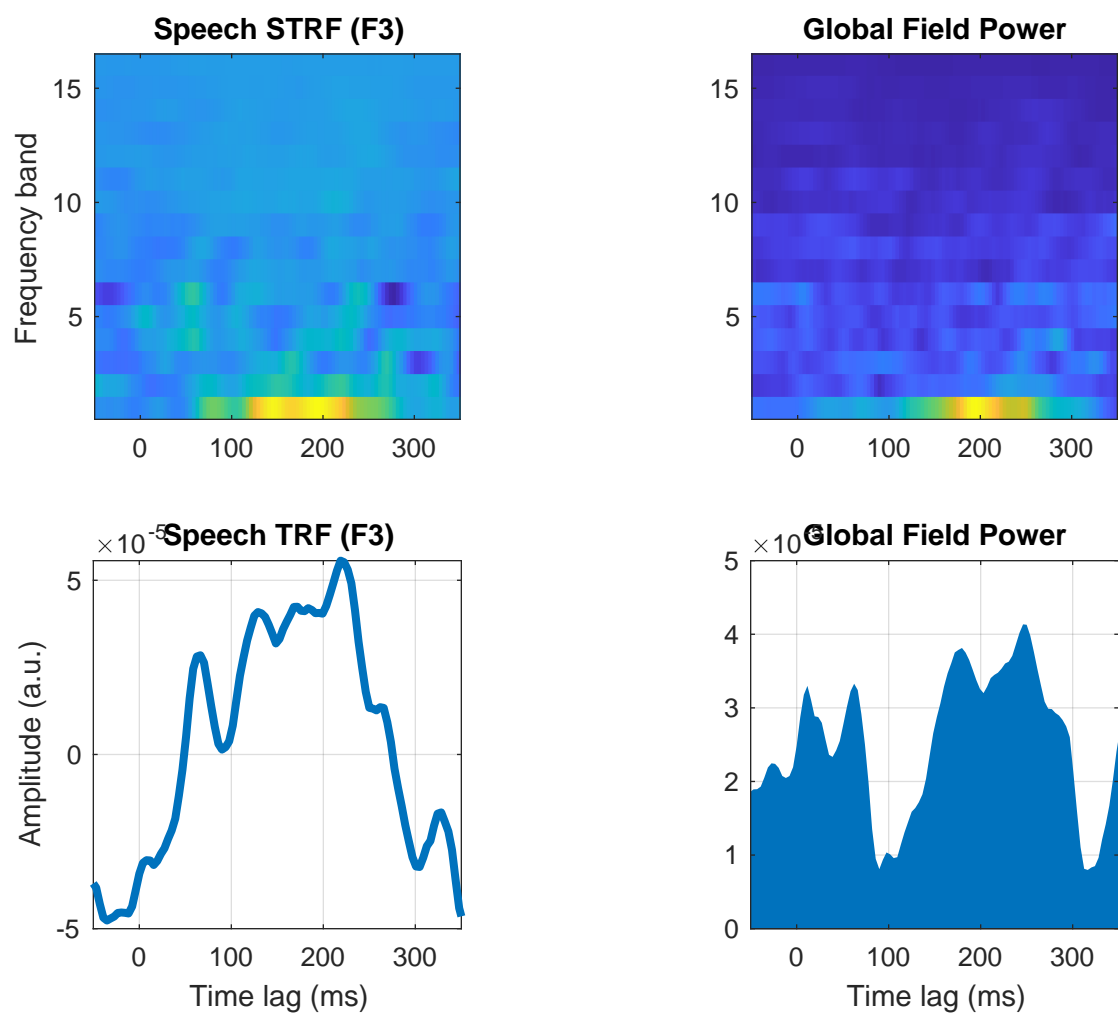 Speech STRF (F3)
Frequency band
15
10
5
0 100 200 300
Global Field Power
15
10
5
0 100 200 300
Speech TRF (F3)
×10-5
Amplitude (a.u.)
5
0
-5
0 100 200 300
Time lag (ms)
Global Field Power
×10-5
5
4
3
2
1
0
0 100 200 300
Time lag (ms)